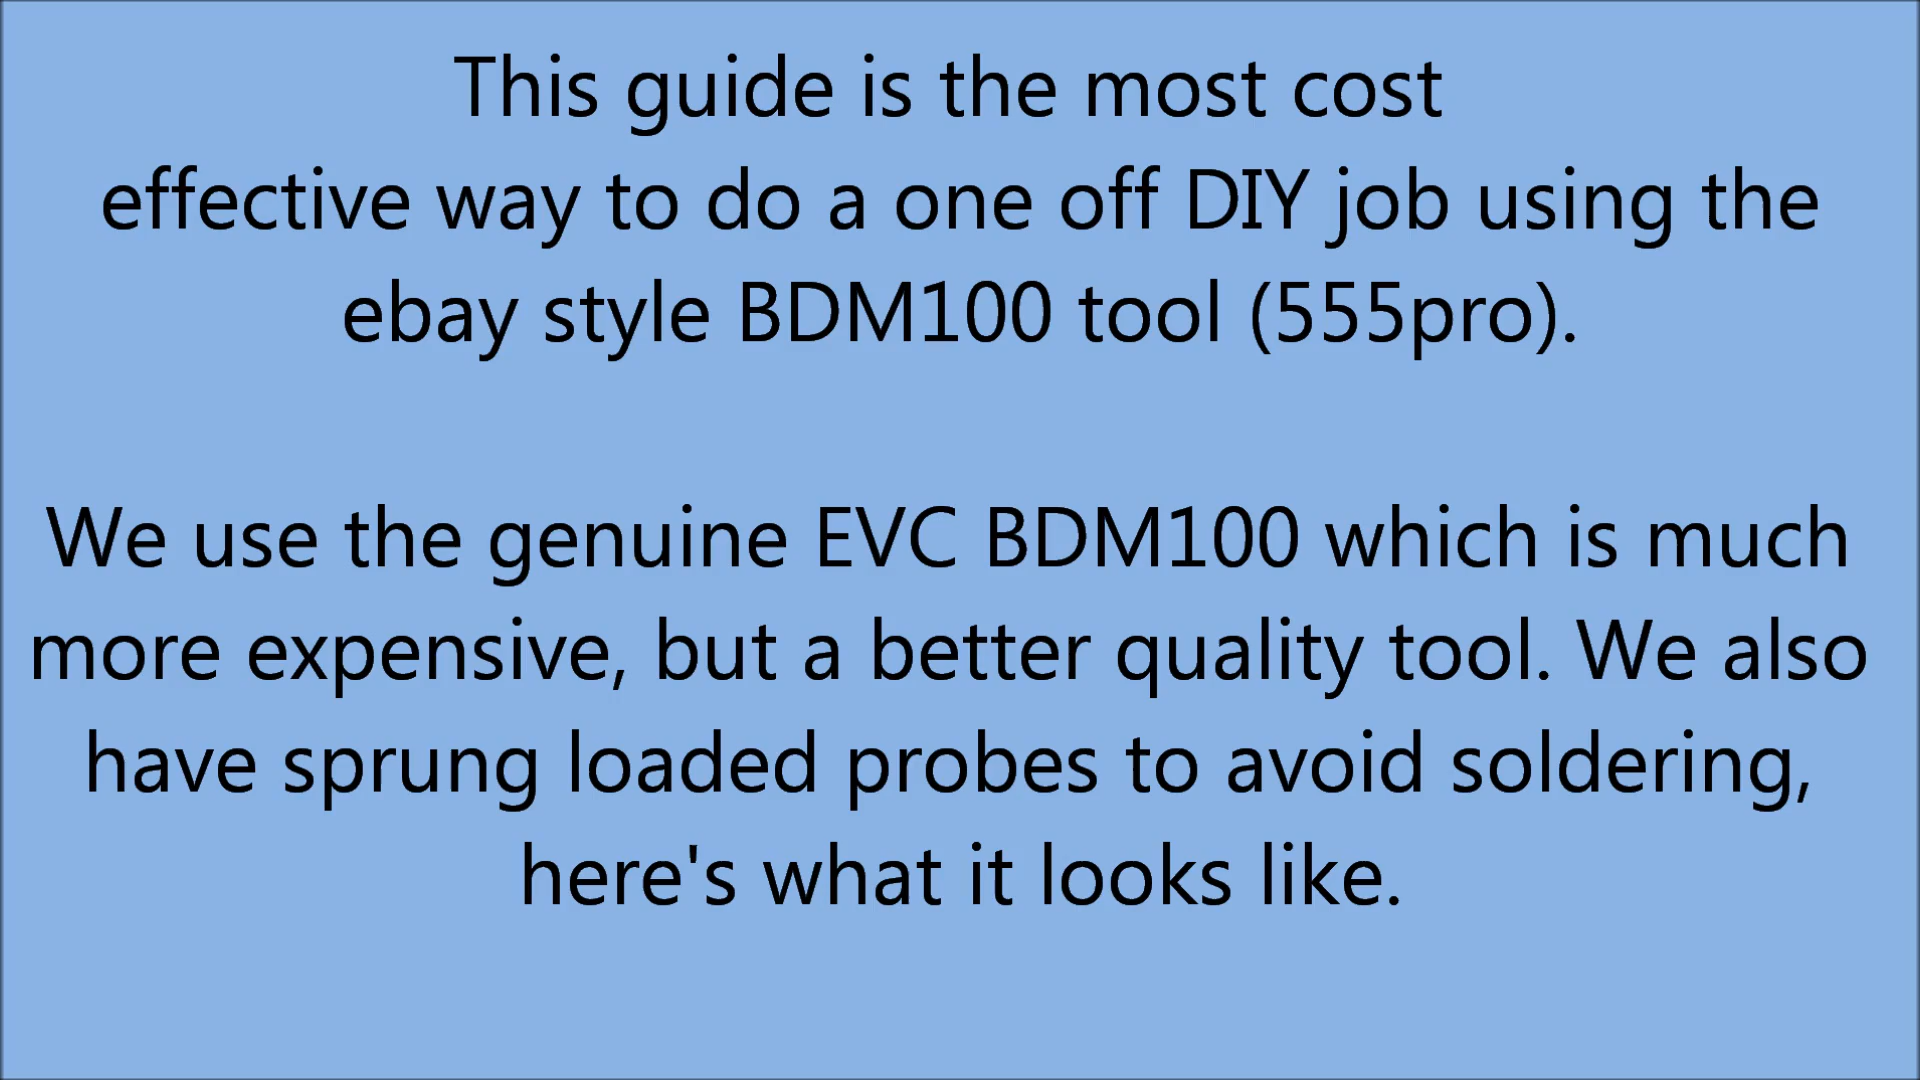 This guide is the most cost
effective way to do a one off DIY job using the
ebay style BDM100 tool (555pro).
We use the genuine EVC BDM100 which is much
more expensive, but a better quality tool. We also
have sprung loaded probes to avoid soldering,
here's what it looks like.